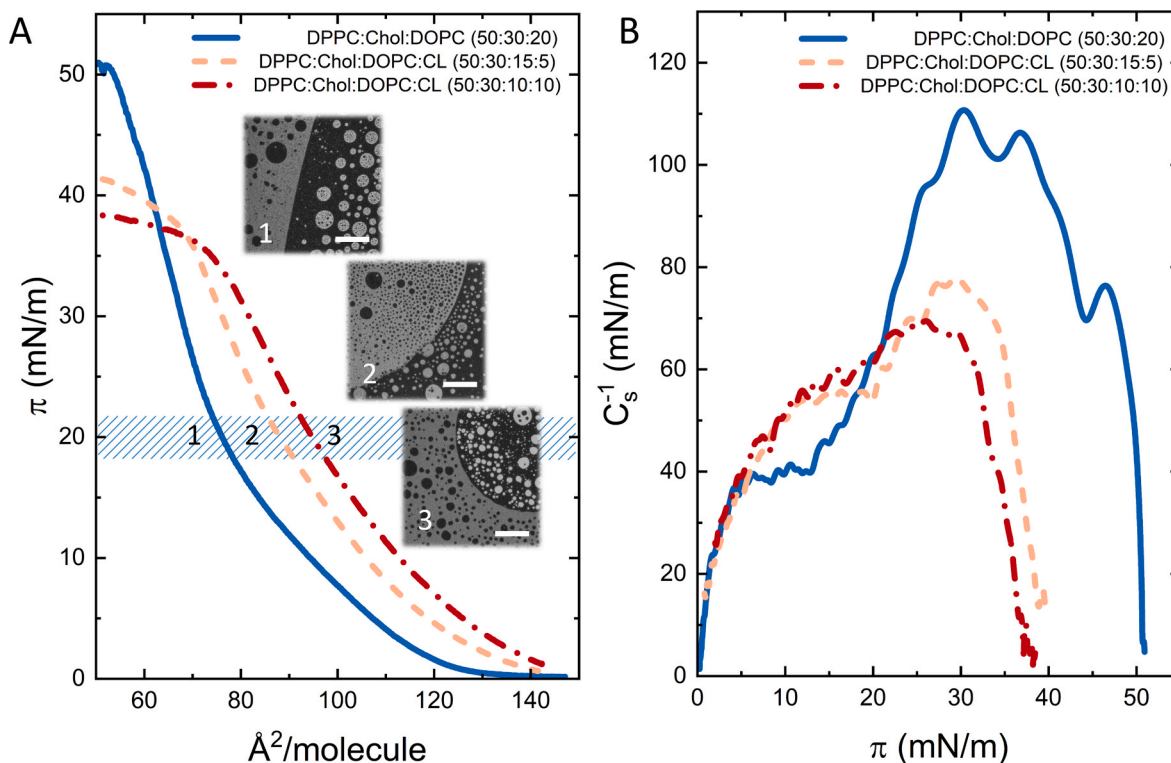 A
DPPC:Chol:DOPC (50:30:20)
DPPC:Chol:DOPC:CL (50:30:15:5)
DPPC:Chol:DOPC:CL (50:30:10:10)
π (mN/m)
50
40
30
20
10
0
1
2
3
1 2 3
60 80 100 120 140
Å²/molecule
B
DPPC:Chol:DOPC (50:30:20)
DPPC:Chol:DOPC:CL (50:30:15:5)
DPPC:Chol:DOPC:CL (50:30:10:10)
Cₛ⁻¹ (mN/m)
120
100
80
60
40
20
0
0 10 20 30 40 50
π (mN/m)